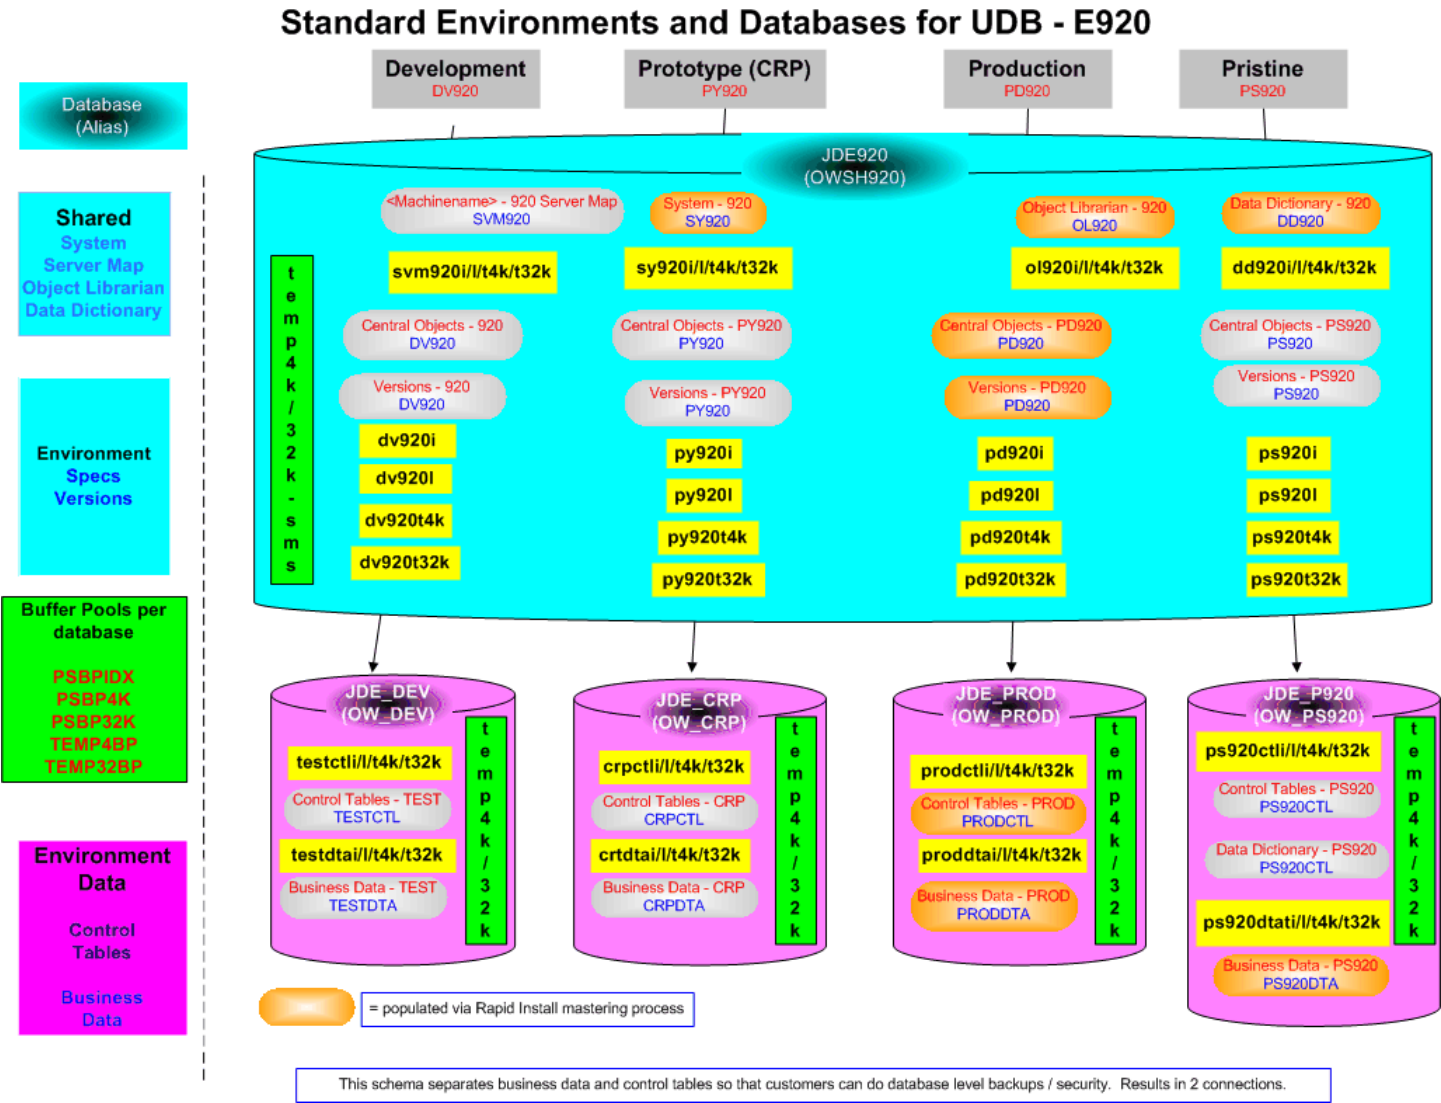 Standard Environments and Databases for UDB - E920
Development
DV920
Prototype (CRP)
PY920
Production
PD920
Pristine
PS920
Database
(Alias)
JDE920
(OWSH920)
Shared
System
Server Map
Object Librarian
Data Dictionary
Environment
Specs
Versions
Buffer Pools per
database
PSBPIDX
PSBP4K
PSBP32K
TEMP4BP
TEMP32BP
Environment
Data
Control
Tables
Business
Data
temp4k/32k-sms
<Machinename> - 920 Server Map
SVM920
svm920i/l/t4k/t32k
Central Objects - 920
DV920
Versions - 920
DV920
dv920i
dv920l
dv920t4k
dv920t32k
System - 920
SY920
sy920i/l/t4k/t32k
Central Objects - PY920
PY920
Versions - PY920
PY920
py920i
py920l
py920t4k
py920t32k
Object Librarian - 920
OL920
ol920i/l/t4k/t32k
Central Objects - PD920
PD920
Versions - PD920
PD920
pd920i
pd920l
pd920t4k
pd920t32k
Data Dictionary - 920
DD920
dd920i/l/t4k/t32k
Central Objects - PS920
PS920
Versions - PS920
PS920
ps920i
ps920l
ps920t4k
ps920t32k
JDE_DEV
(OW_DEV)
testctli/l/t4k/t32k
Control Tables - TEST
TESTCTL
testdtai/l/t4k/t32k
Business Data - TEST
TESTDTA
temp4k/32k
JDE_CRP
(OW_CRP)
crpctli/l/t4k/t32k
Control Tables - CRP
CRPCTL
crtdtai/l/t4k/t32k
Business Data - CRP
CRPDTA
temp4k/32k
JDE_PROD
(OW_PROD)
prodctli/l/t4k/t32k
Control Tables - PROD
PRODCTL
proddtai/l/t4k/t32k
Business Data - PROD
PRODDTA
temp4k/32k
JDE_P920
(OW_PS920)
ps920ctli/l/t4k/t32k
Control Tables - PS920
PS920CTL
Data Dictionary - PS920
PS920CTL
ps920dtati/l/t4k/t32k
Business Data - PS920
PS920DTA
temp4k/32k
= populated via Rapid Install mastering process
This schema separates business data and control tables so that customers can do database level backups / security. Results in 2 connections.